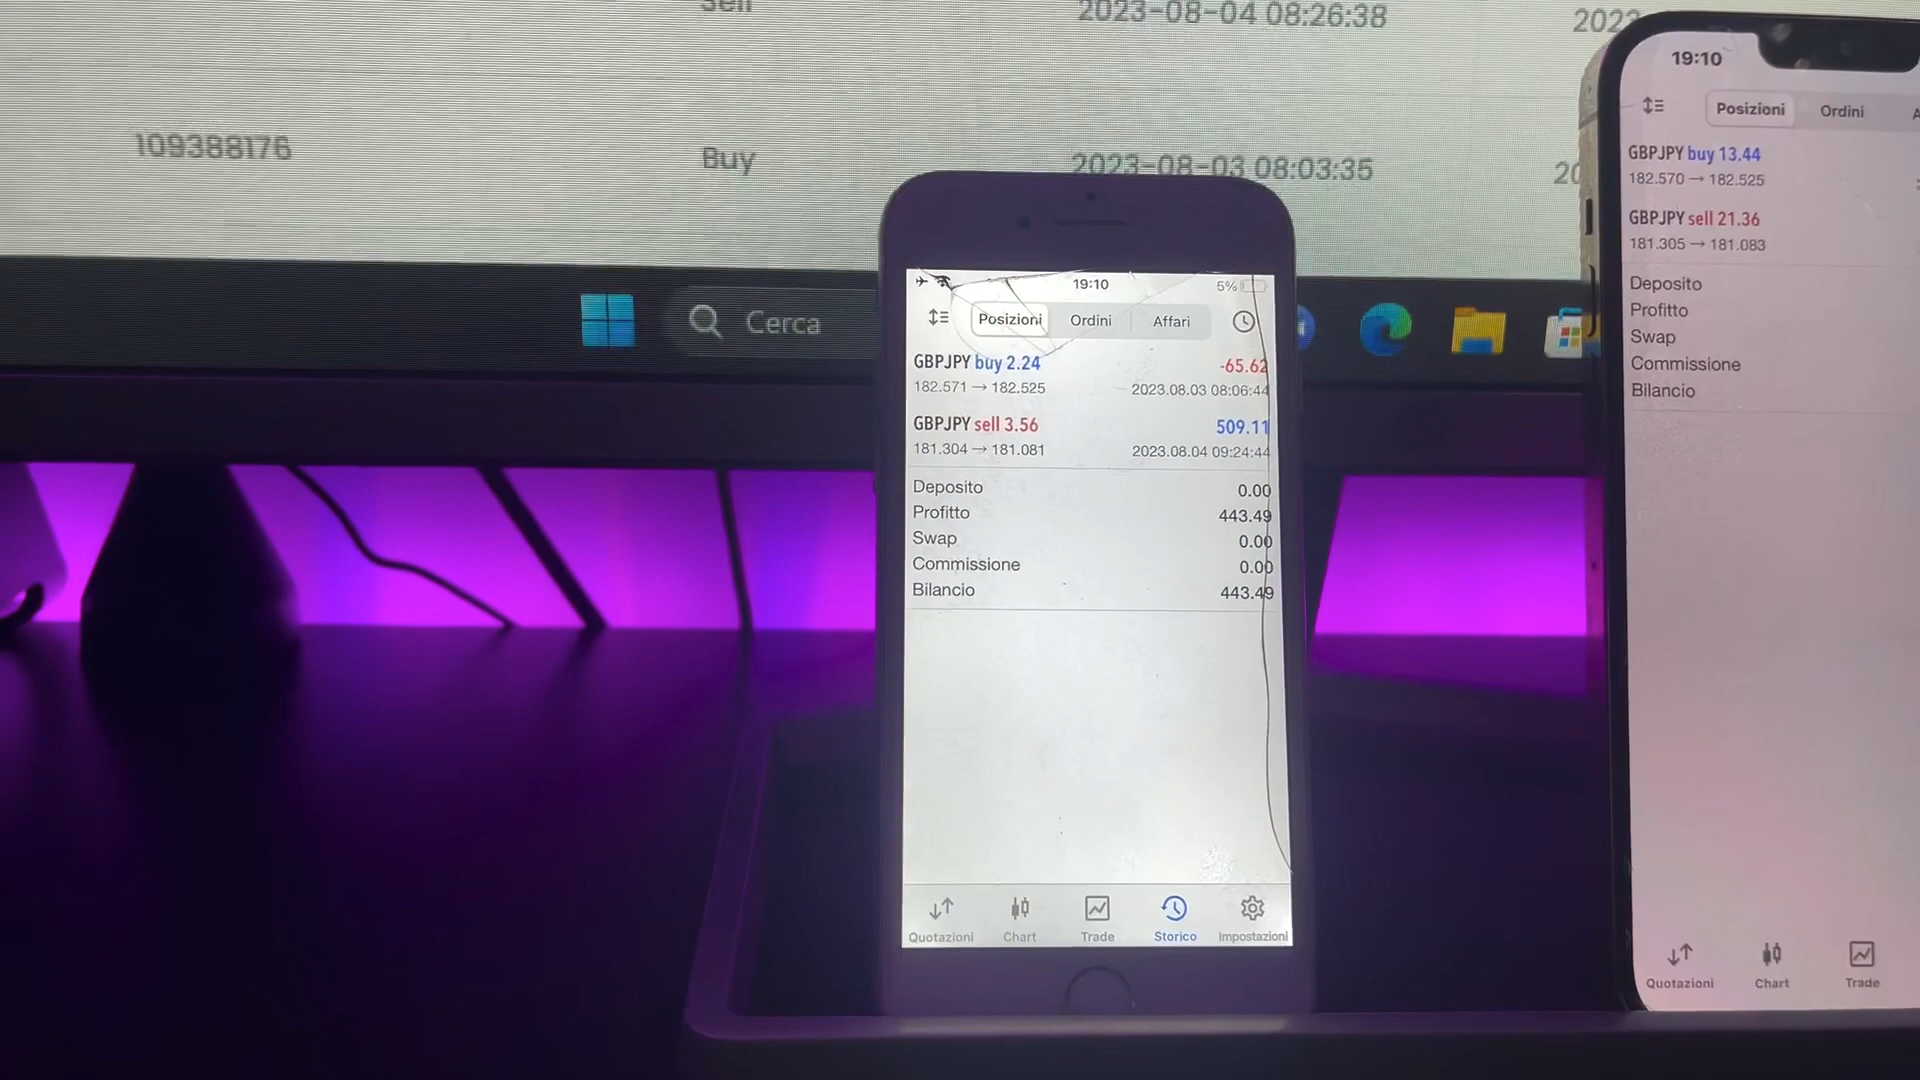 Sell
2023-08-04 08:26:38
2023
109388176
Buy
2023-08-03 08:03:35
20
Cerca
19:10
5%
Posizioni
Ordini
Affari
GBPJPY buy 2.24
-65.62
182.571 → 182.525
2023.08.03 08:06:44
GBPJPY sell 3.56
509.11
181.304 → 181.081
2023.08.04 09:24:44
Deposito
0.00
Profitto
443.49
Swap
0.00
Commissione
0.00
Bilancio
443.49
Quotazioni
Chart
Trade
Storico
Impostazioni
19:10
Posizioni
Ordini
A
GBPJPY buy 13.44
182.570 → 182.525
GBPJPY sell 21.36
181.305 → 181.083
Deposito
Profitto
Swap
Commissione
Bilancio
Quotazioni
Chart
Trade